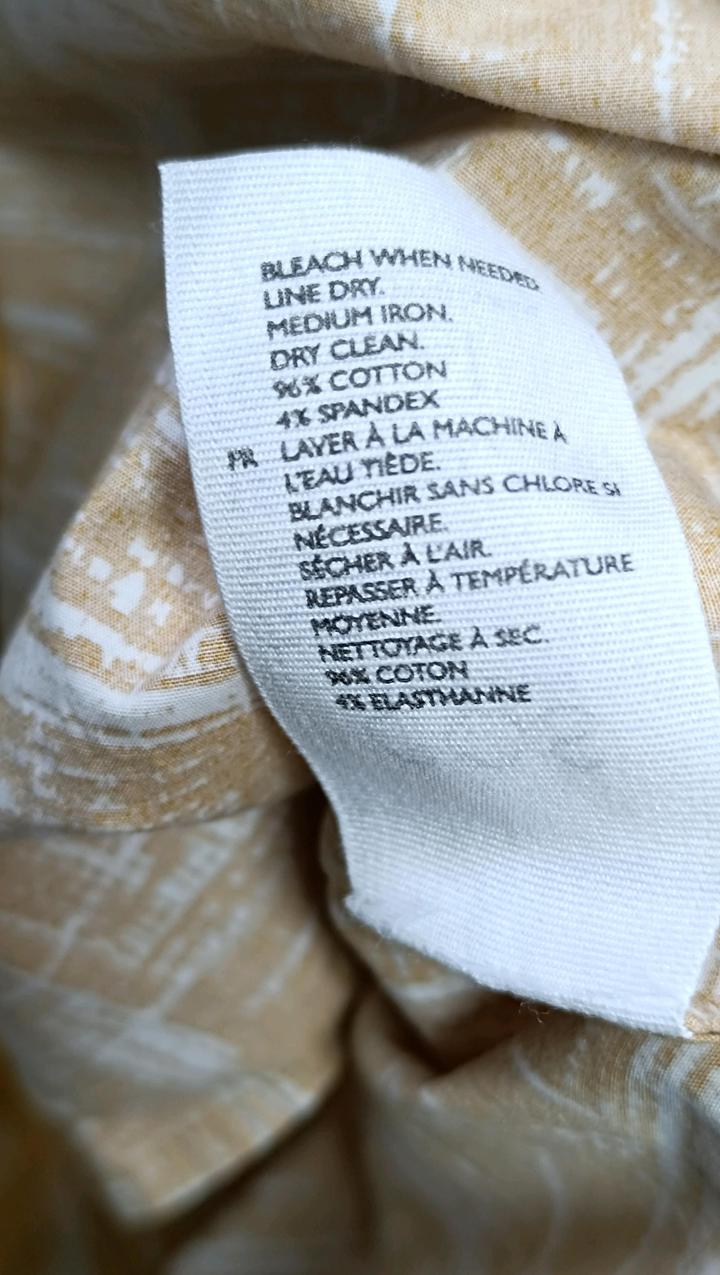 BLEACH WHEN NEEDED.
LINE DRY.
MEDIUM IRON.
DRY CLEAN.
96% COTTON
4% SPANDEX
FR LAVER À LA MACHINE À
L'EAU TIÈDE.
BLANCHIR SANS CHLORE SI
NÉCESSAIRE.
SÉCHER À L'AIR.
REPASSER À TEMPÉRATURE
MOYENNE.
NETTOYAGE À SEC.
96% COTON
4% ELASTHANNE